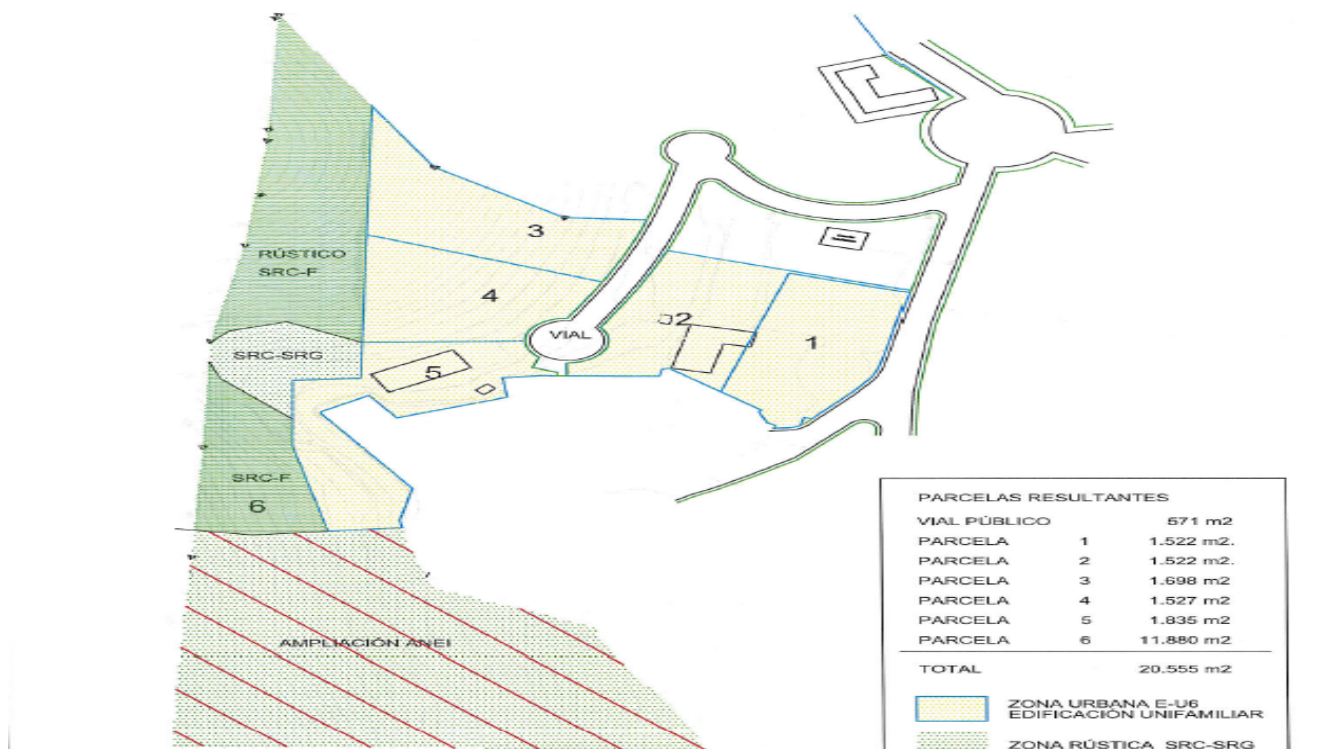 3
RÚSTICO
SRC-F
4
2
VIAL
1
SRC-SRG
5
SRC-F
6
AMPLIACIÓN ANEI
PARCELAS RESULTANTES
VIAL PÚBLICO 571 m2
PARCELA 1 1.522 m2.
PARCELA 2 1.522 m2.
PARCELA 3 1.698 m2
PARCELA 4 1.527 m2
PARCELA 5 1.835 m2
PARCELA 6 11.880 m2
TOTAL 20.555 m2
ZONA URBANA E-U6
EDIFICACIÓN UNIFAMILIAR
ZONA RÚSTICA SRC-SRG